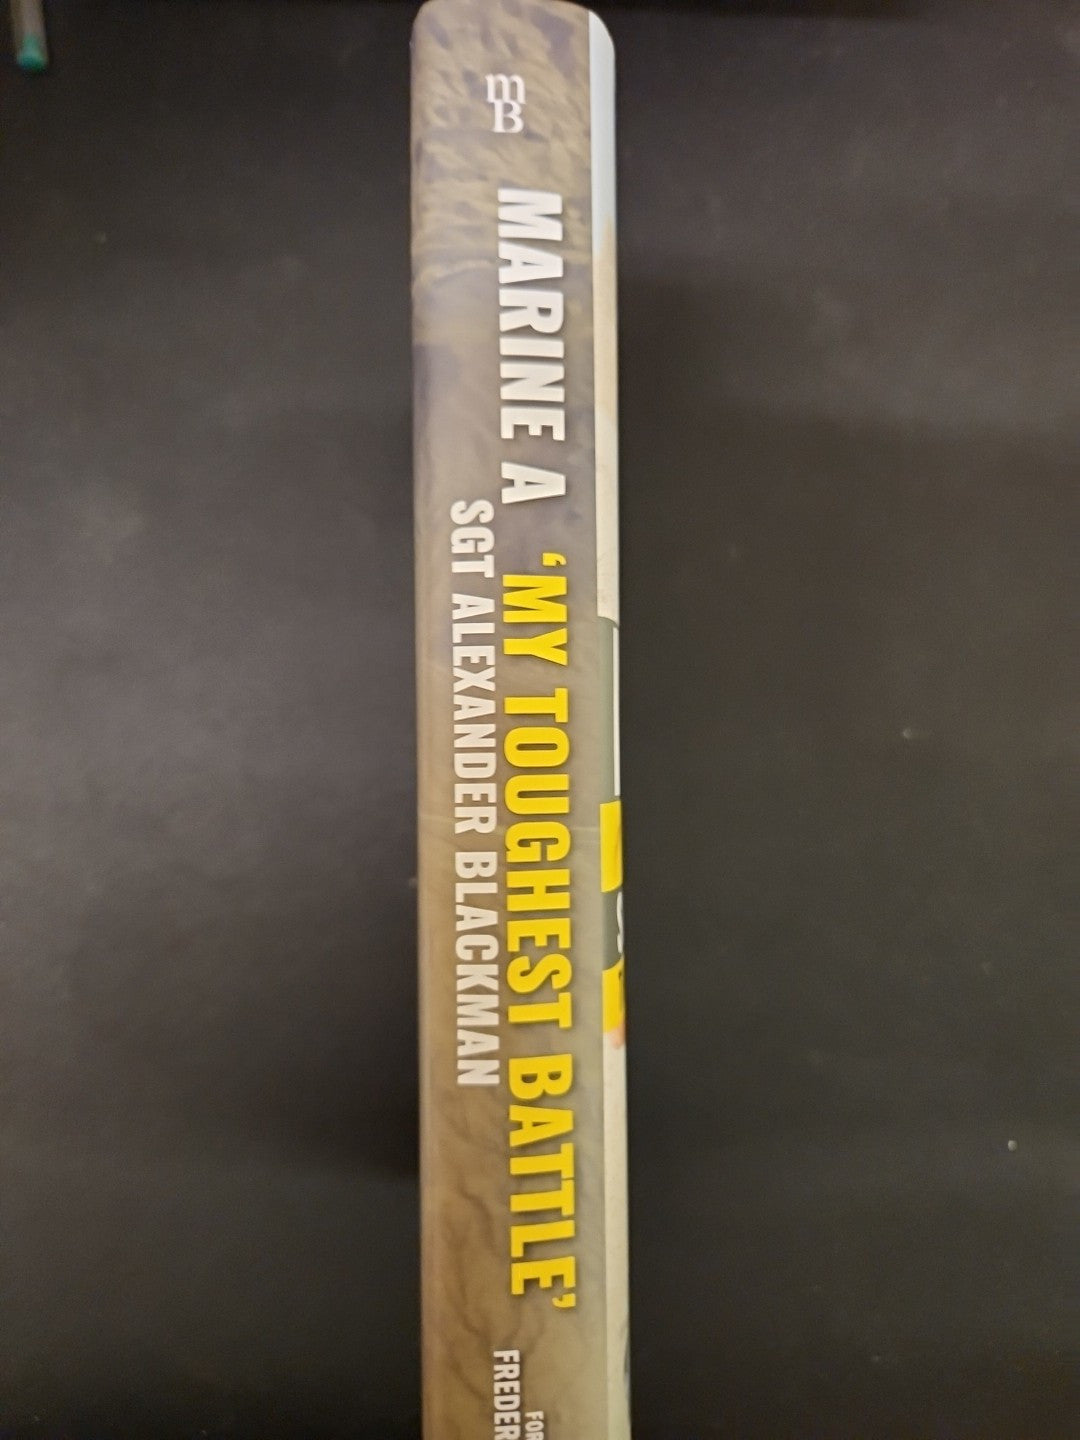 mB
MARINE A 'MY TOUGHEST BATTLE'
SGT ALEXANDER BLACKMAN